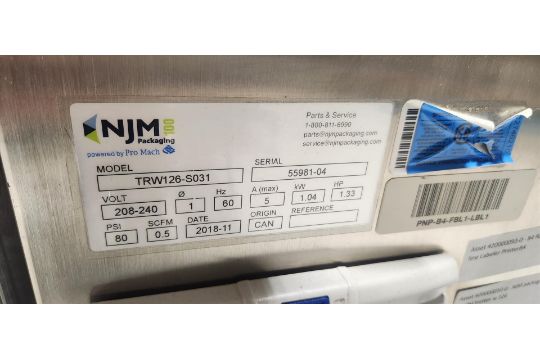 NJM 100
Packaging
powered by Pro Mach
Parts & Service
1-800-811-6990
parts@njmpackaging.com
service@njmpackaging.com
MODEL
TRW126-S031
SERIAL
55981-04
VOLT
208-240
Ø
1
Hz
60
A (max)
5
kW
1.04
HP
1.33
PSI
80
SCFM
0.5
DATE
2018-11
ORIGIN
CAN
REFERENCE
PNP-B4-FBL1-LBL1